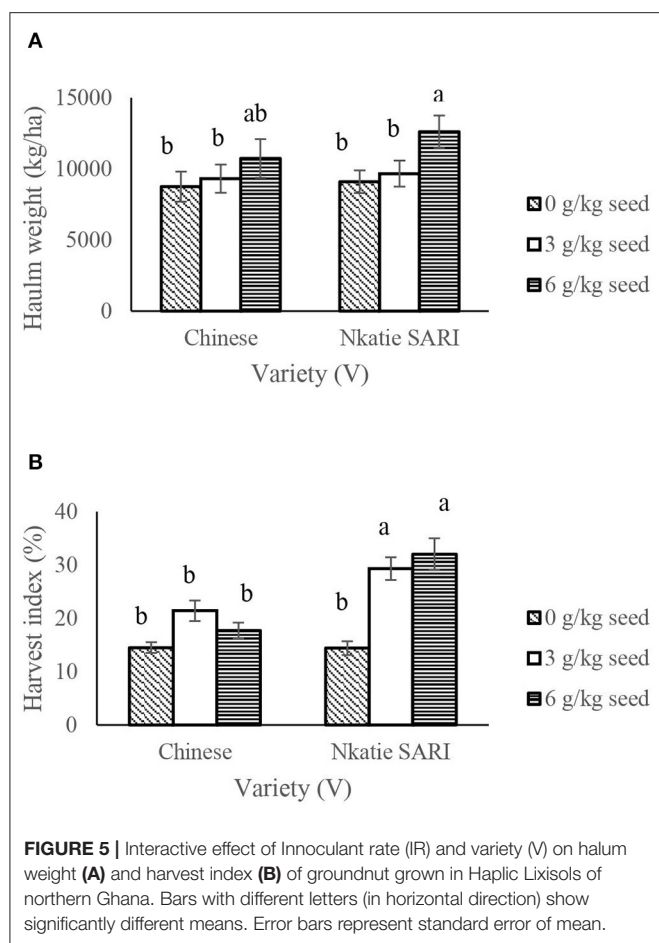 A
15000
10000
5000
0
Haulm weight (kg/ha)
b b ab b b a
Chinese Nkatie SARI
Variety (V)
0 g/kg seed
3 g/kg seed
6 g/kg seed
B
40
30
20
10
0
Harvest index (%)
b b b b a a
Chinese Nkatie SARI
Variety (V)
0 g/kg seed
3 g/kg seed
6 g/kg seed
FIGURE 5 | Interactive effect of Innoculant rate (IR) and variety (V) on halum
weight (A) and harvest index (B) of groundnut grown in Haplic Lixisols of
northern Ghana. Bars with different letters (in horizontal direction) show
significantly different means. Error bars represent standard error of mean.